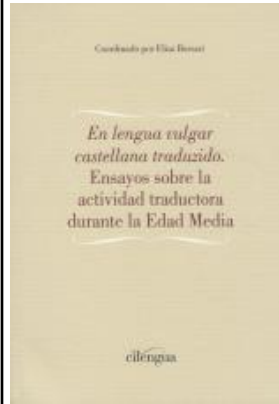 Coordinado por Elisa Borsari
En lengua vulgar
castellana traduzido.
Ensayos sobre la
actividad traductora
durante la Edad Media
cilengua